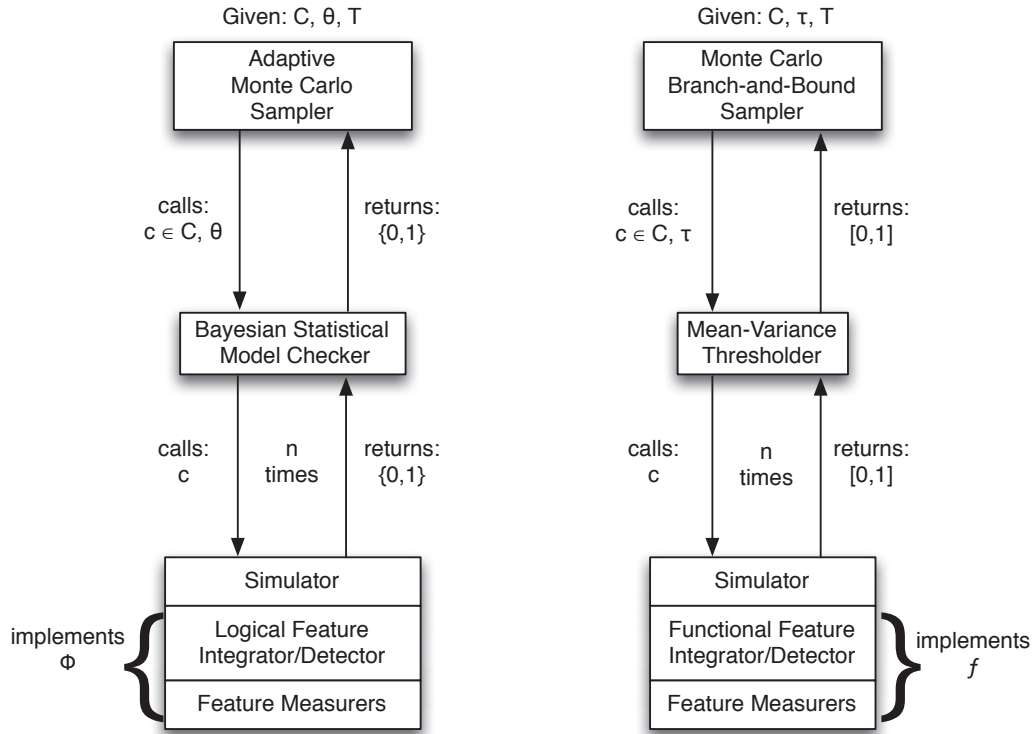 Given: C, θ, T
Adaptive
Monte Carlo
Sampler
calls:
c ∈ C, θ
returns:
{0,1}
Bayesian Statistical
Model Checker
calls:
c
n
times
returns:
{0,1}
Simulator
Logical Feature
Integrator/Detector
Feature Measurers
implements
Φ
Given: C, τ, T
Monte Carlo
Branch-and-Bound
Sampler
calls:
c ∈ C, τ
returns:
[0,1]
Mean-Variance
Thresholder
calls:
c
n
times
returns:
[0,1]
Simulator
Functional Feature
Integrator/Detector
Feature Measurers
implements
f